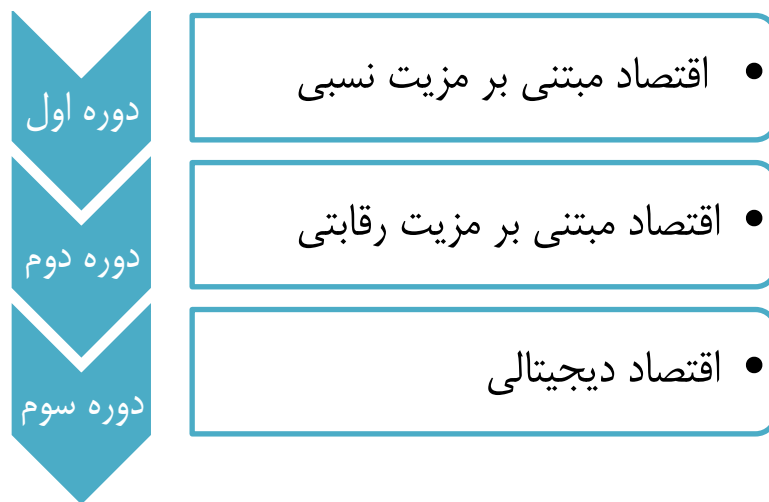 دوره اول
• اقتصاد مبتنی بر مزیت نسبی
دوره دوم
• اقتصاد مبتنی بر مزیت رقابتی
دوره سوم
• اقتصاد دیجیتالی